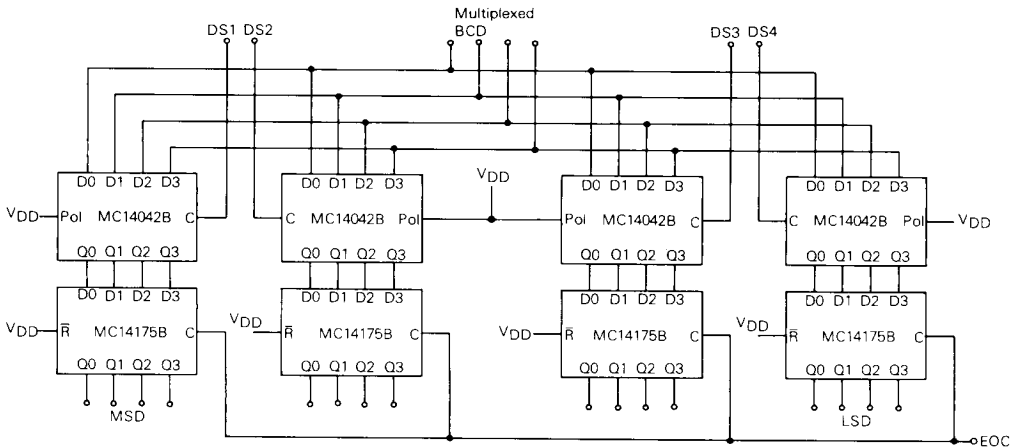 Multiplexed
BCD
DS1 DS2
DS3 DS4
D0 D1 D2 D3
D0 D1 D2 D3
D0 D1 D2 D3
D0 D1 D2 D3
VDD
VDD Pol MC14042B C
C MC14042B Pol
Pol MC14042B C
C MC14042B Pol VDD
Q0 Q1 Q2 Q3
Q0 Q1 Q2 Q3
Q0 Q1 Q2 Q3
Q0 Q1 Q2 Q3
D0 D1 D2 D3
D0 D1 D2 D3
D0 D1 D2 D3
D0 D1 D2 D3
VDD R̅ MC14175B C
VDD R̅ MC14175B C
VDD R̅ MC14175B C
VDD R̅ MC14175B C
Q0 Q1 Q2 Q3
Q0 Q1 Q2 Q3
Q0 Q1 Q2 Q3
Q0 Q1 Q2 Q3
MSD
LSD
EOC